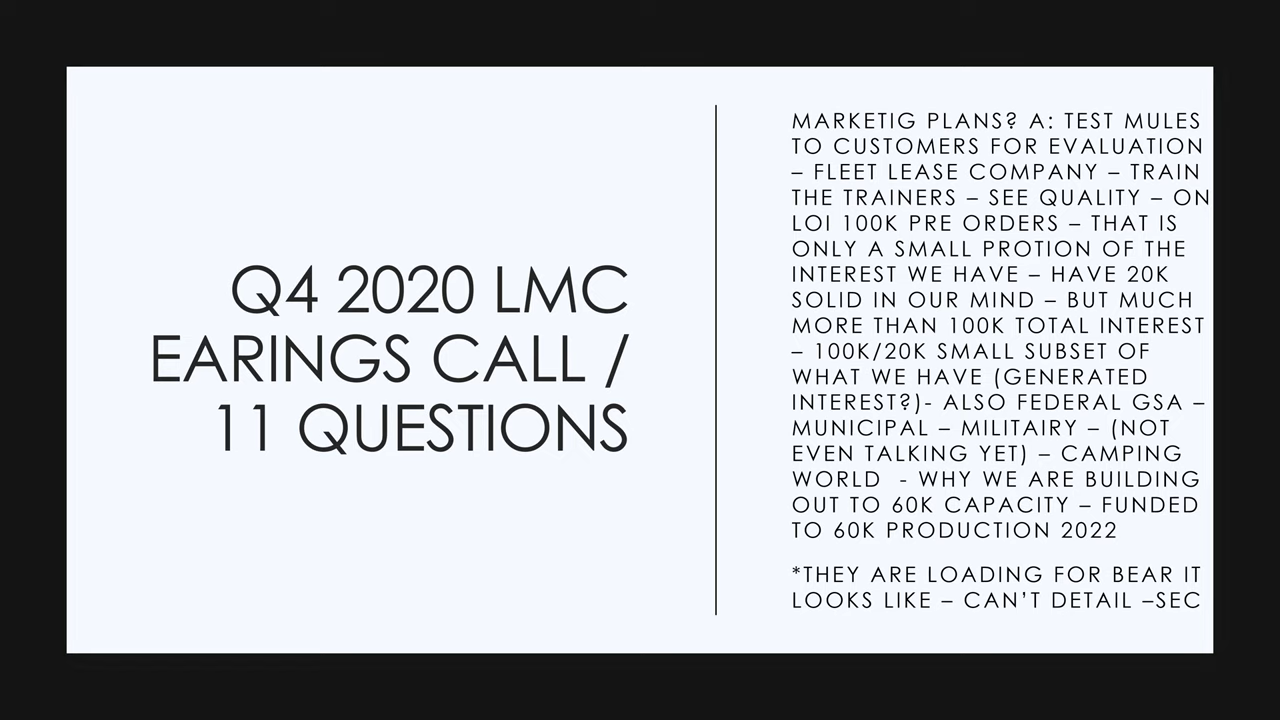 Q4 2020 LMC
EARINGS CALL /
11 QUESTIONS
MARKETIG PLANS? A: TEST MULES
TO CUSTOMERS FOR EVALUATION
– FLEET LEASE COMPANY – TRAIN
THE TRAINERS – SEE QUALITY – ON
LOI 100K PRE ORDERS – THAT IS
ONLY A SMALL PROTION OF THE
INTEREST WE HAVE – HAVE 20K
SOLID IN OUR MIND – BUT MUCH
MORE THAN 100K TOTAL INTEREST
– 100K/20K SMALL SUBSET OF
WHAT WE HAVE (GENERATED
INTEREST?)- ALSO FEDERAL GSA –
MUNICIPAL – MILITAIRY – (NOT
EVEN TALKING YET) – CAMPING
WORLD  - WHY WE ARE BUILDING
OUT TO 60K CAPACITY – FUNDED
TO 60K PRODUCTION 2022
*THEY ARE LOADING FOR BEAR IT
LOOKS LIKE – CAN’T DETAIL –SEC